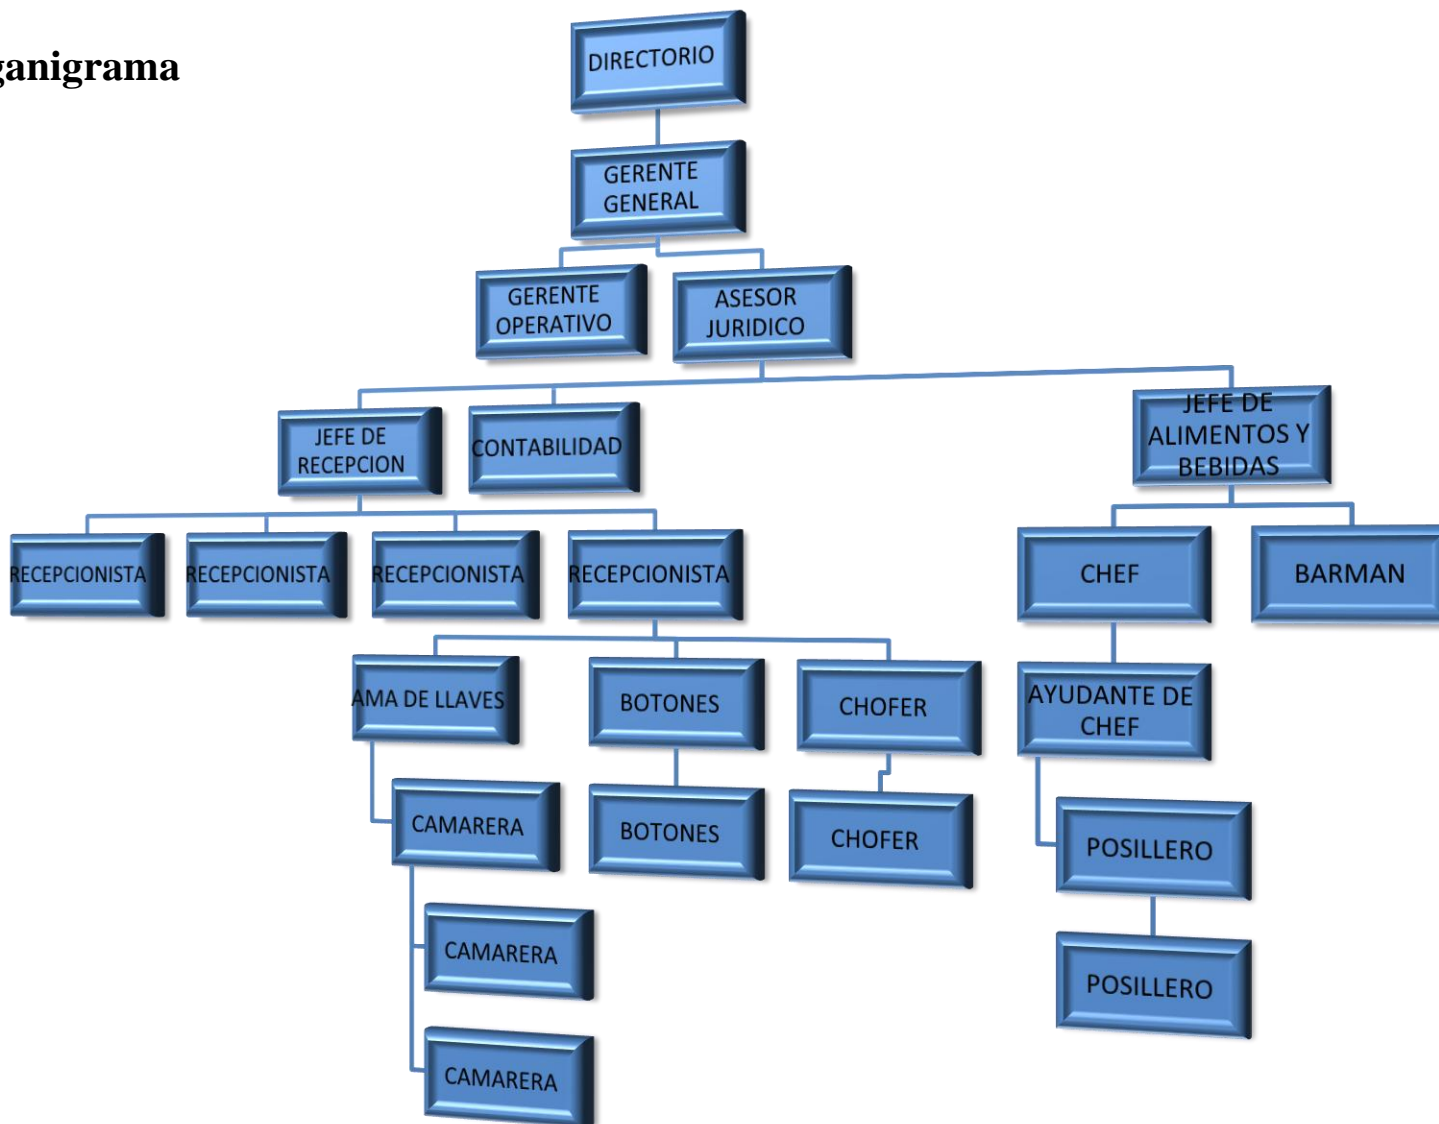 ganigrama
DIRECTORIO
GERENTE
GENERAL
GERENTE
OPERATIVO
ASESOR
JURIDICO
JEFE DE
RECEPCION
CONTABILIDAD
JEFE DE
ALIMENTOS Y
BEBIDAS
RECEPCIONISTA
RECEPCIONISTA
RECEPCIONISTA
RECEPCIONISTA
CHEF
BARMAN
AMA DE LLAVES
BOTONES
CHOFER
AYUDANTE DE
CHEF
CAMARERA
BOTONES
CHOFER
POSILLERO
CAMARERA
POSILLERO
CAMARERA